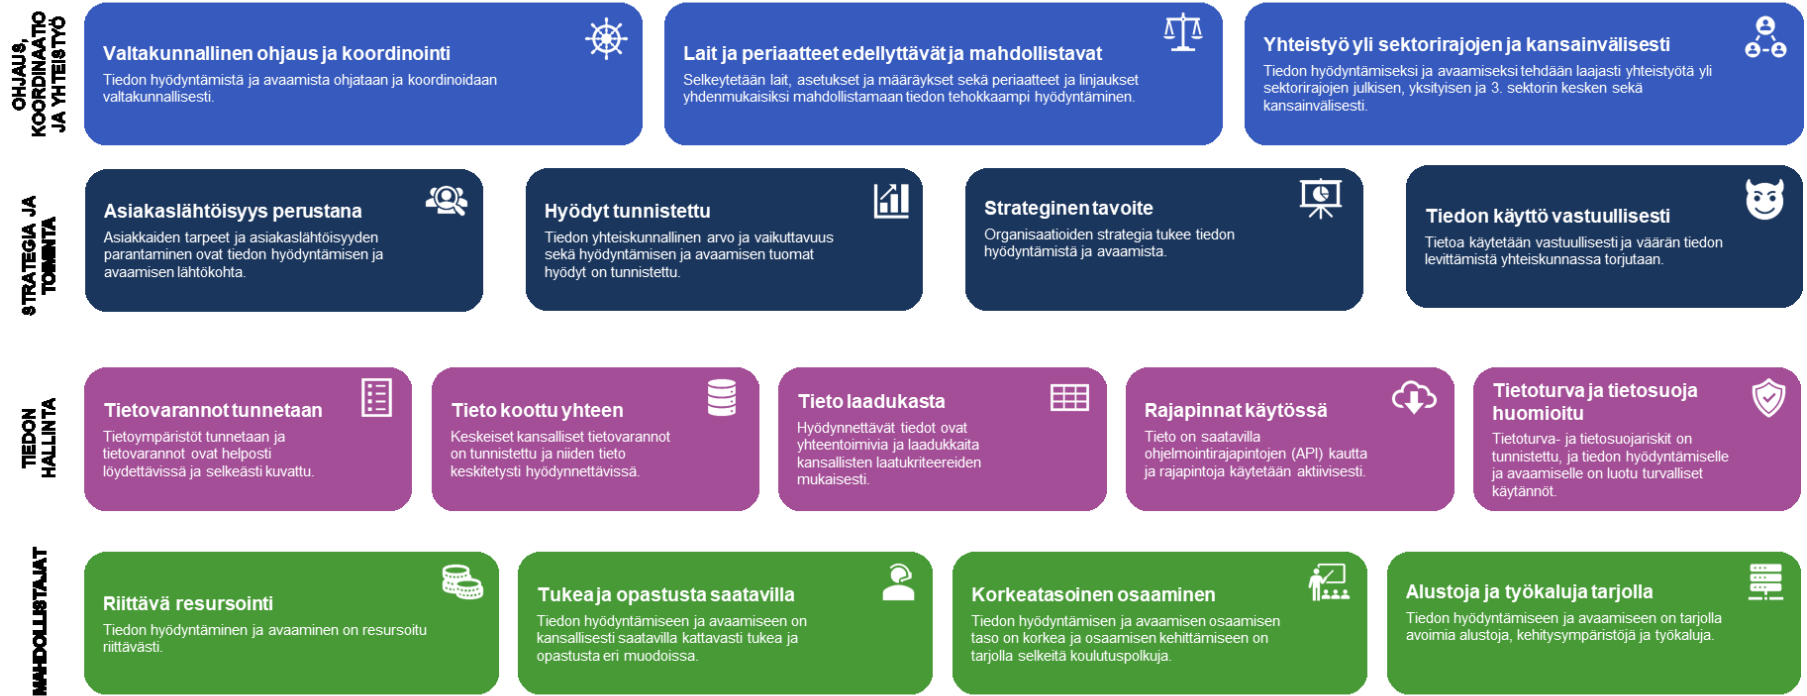 OHJAUS,
KOORDINAATIO
JA YHTEISTYÖ
Valtakunnallinen ohjaus ja koordinointi
Tiedon hyödyntämistä ja avaamista ohjataan ja koordinoidaan
valtakunnallisesti.
Lait ja periaatteet edellyttävät ja mahdollistavat
Selkeytetään lait, asetukset ja määräykset sekä periaatteet ja linjaukset
yhdenmukaisiksi mahdollistamaan tiedon tehokkaampi hyödyntäminen.
Yhteistyö yli sektorirajojen ja kansainvälisesti
Tiedon hyödyntämiseksi ja avaamiseksi tehdään laajasti yhteistyötä yli
sektorirajojen julkisen, yksityisen ja 3. sektorin kesken sekä
kansainvälisesti.
STRATEGIA JA
TOIMINTA
Asiakaslähtöisyys perustana
Asiakkaiden tarpeet ja asiakaslähtöisyyden
parantaminen ovat tiedon hyödyntämisen ja
avaamisen lähtökohta.
Hyödyt tunnistettu
Tiedon yhteiskunnallinen arvo ja vaikuttavuus
sekä hyödyntämisen ja avaamisen tuomat
hyödyt on tunnistettu.
Strateginen tavoite
Organisaatioiden strategia tukee tiedon
hyödyntämistä ja avaamista.
Tiedon käyttö vastuullisesti
Tietoa käytetään vastuullisesti ja väärän tiedon
levittämistä yhteiskunnassa torjutaan.
TIEDON
HALLINTA
Tietovarannot tunnetaan
Tietoympäristöt tunnetaan ja
tietovarannot ovat helposti
löydettävissä ja selkeästi kuvattu.
Tieto koottu yhteen
Keskeiset kansalliset tietovarannot
on tunnistettu ja niiden tieto
keskitetysti hyödynnettävissä.
Tieto laadukasta
Hyödynnettävät tiedot ovat
yhteentoimivia ja laadukkaita
kansallisten laatukriteereiden
mukaisesti.
Rajapinnat käytössä
Tieto on saatavilla
ohjelmointirajapintojen (API) kautta
ja rajapintoja käytetään aktiivisesti.
Tietoturva ja tietosuoja
huomioitu
Tietoturva- ja tietosuojariskit on
tunnistettu, ja tiedon hyödyntämiselle
ja avaamiselle on luotu turvalliset
käytännöt.
MAHDOLLISTAJAT
Riittävä resursointi
Tiedon hyödyntäminen ja avaaminen on resursoitu
riittävästi.
Tukea ja opastusta saatavilla
Tiedon hyödyntämiseen ja avaamiseen on
kansallisesti saatavilla kattavasti tukea ja
opastusta eri muodoissa.
Korkeatasoinen osaaminen
Tiedon hyödyntämisen ja avaamisen osaamisen
taso on korkea ja osaamisen kehittämiseen on
tarjolla selkeitä koulutuspolkuja.
Alustoja ja työkaluja tarjolla
Tiedon hyödyntämiseen ja avaamiseen on tarjolla
avoimia alustoja, kehitysympäristöjä ja työkaluja.